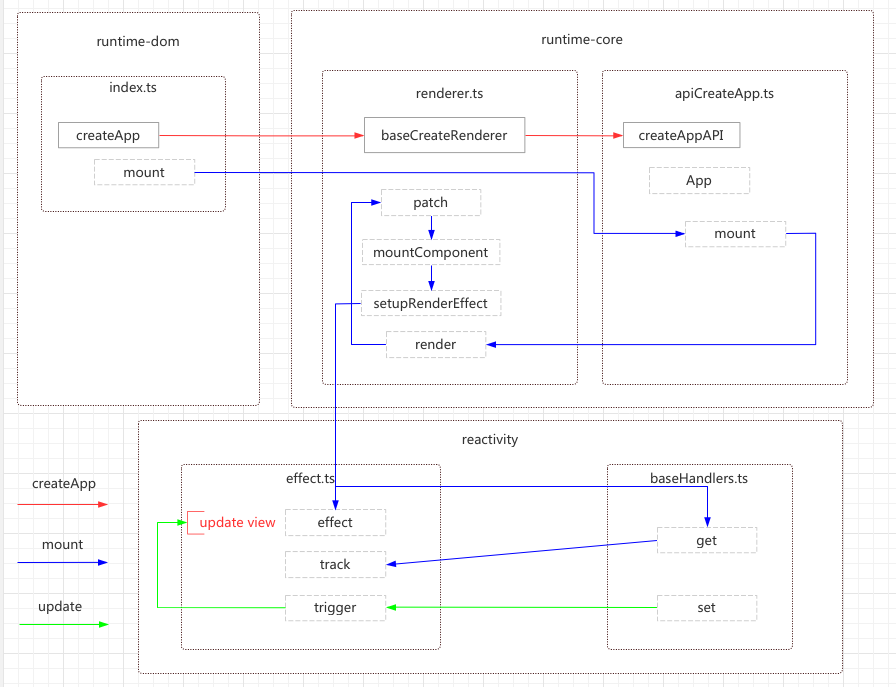 runtime-dom
index.ts
createApp
mount
runtime-core
renderer.ts
baseCreateRenderer
patch
mountComponent
setupRenderEffect
render
apiCreateApp.ts
createAppAPI
App
mount
reactivity
effect.ts
update view
effect
track
trigger
baseHandlers.ts
get
set
createApp
mount
update